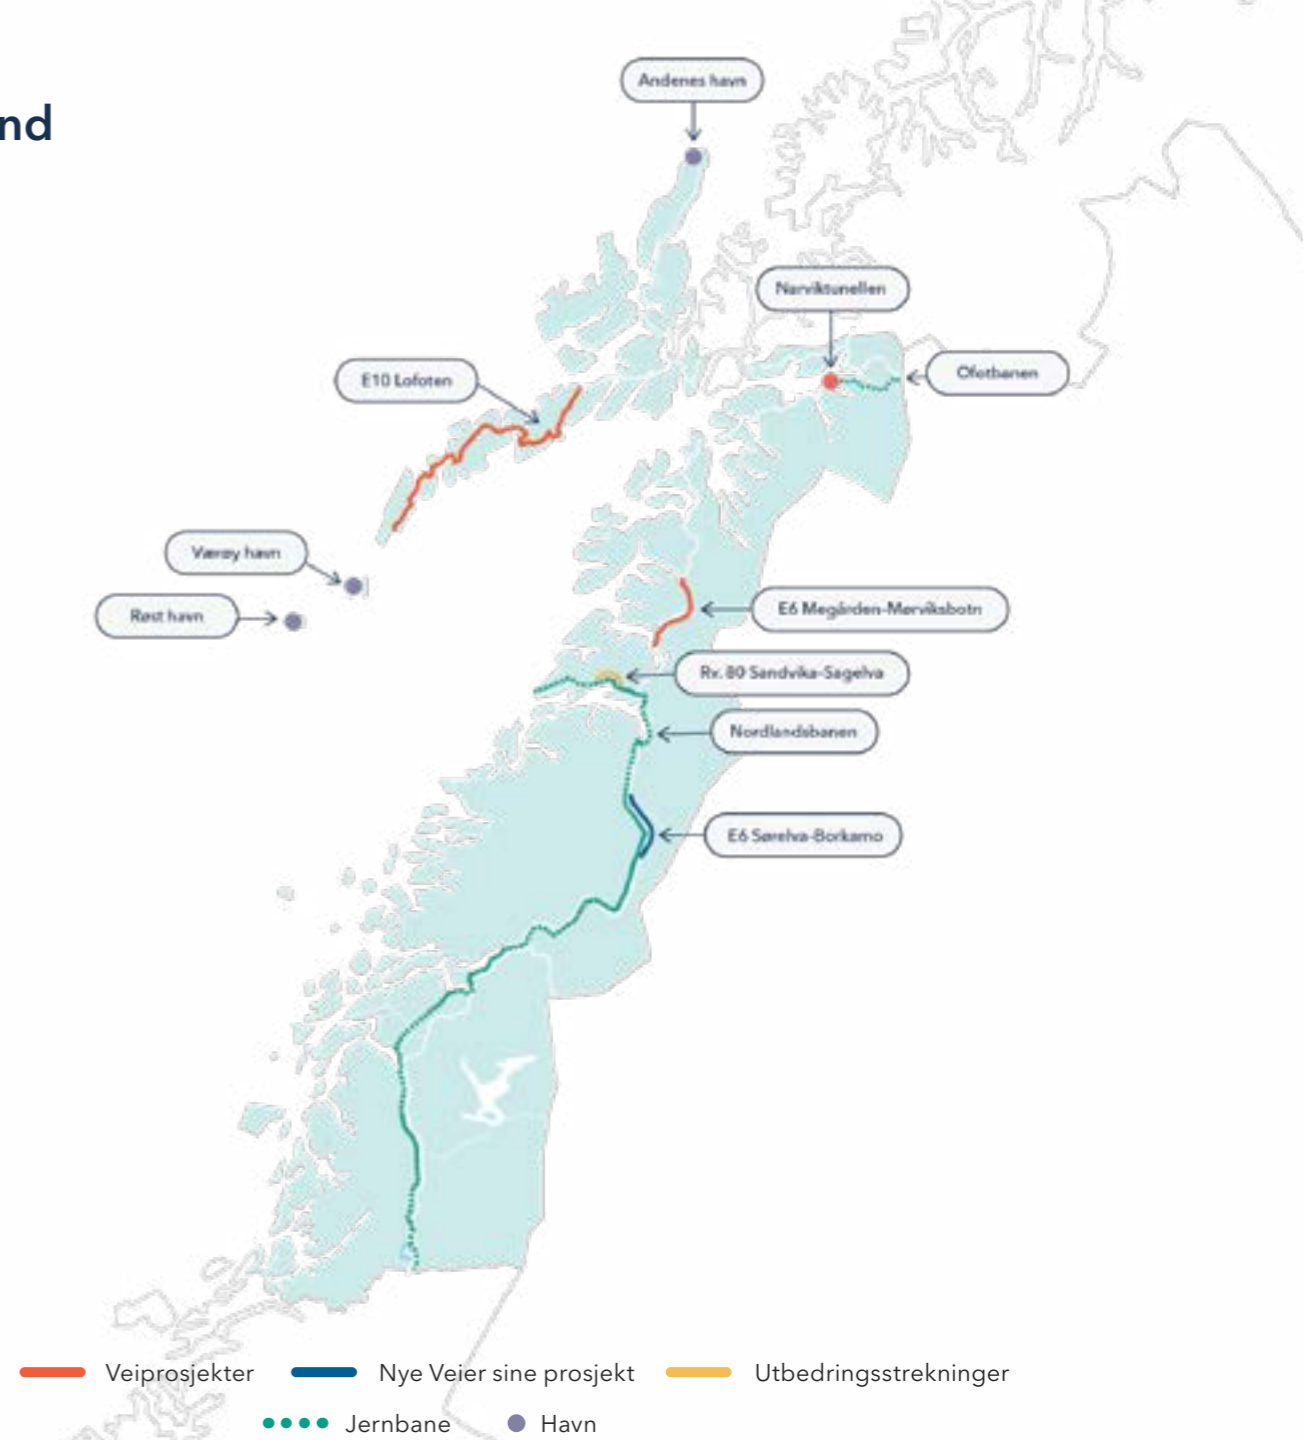 nd
Andenes havn
Narviktunellen
Ofotbanen
E10 Lofoten
Værøy havn
Røst havn
E6 Megården-Mørviksbotn
Rv. 80 Sandvika-Sagelva
Nordlandsbanen
E6 Sørelva-Borkamo
Veiprosjekter
Nye Veier sine prosjekt
Utbedringsstrekninger
Jernbane
Havn